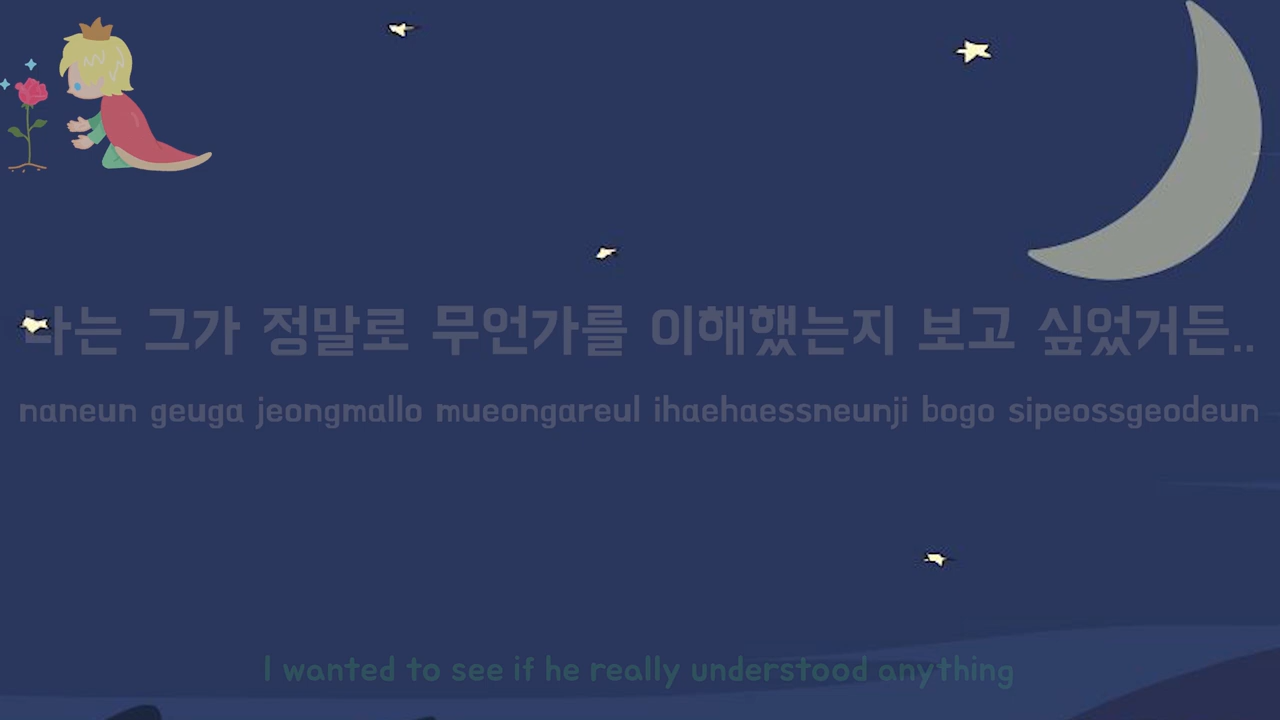 나는 그가 정말로 무언가를 이해했는지 보고 싶었거든..
naneun geuga jeongmallo mueongareul ihaehaessneunji bogo sipeossgeodeun
I wanted to see if he really understood anything